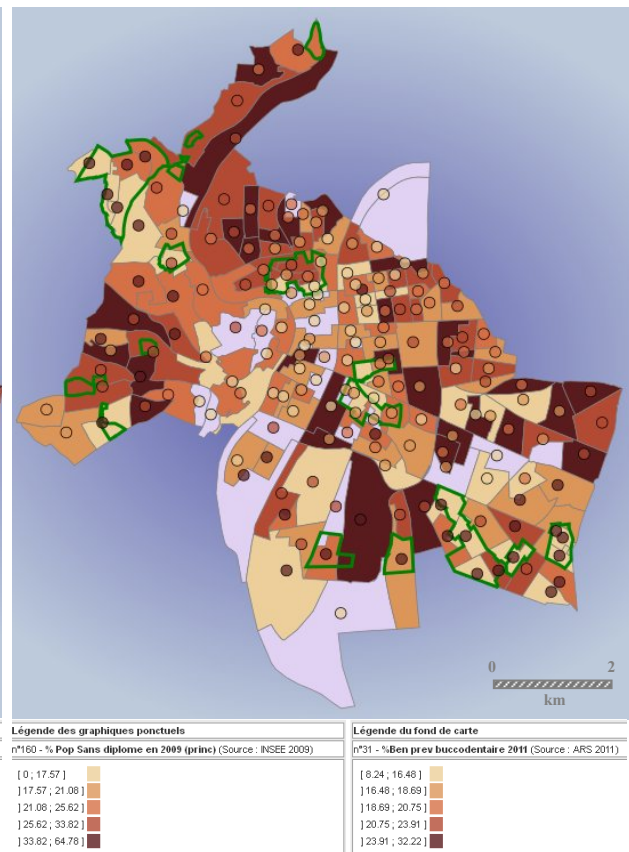 0 2
km
Légende des graphiques ponctuels
n°160 - % Pop Sans diplome en 2009 (princ) (Source : INSEE 2009)
[ 0 ; 17.57 ]
]17.57 ; 21.08 ]
]21.08 ; 25.62 ]
]25.62 ; 33.82 ]
]33.82 ; 64.78 ]
Légende du fond de carte
n°31 - %Ben prev buccodentaire 2011 (Source : ARS 2011)
[ 8.24 ; 16.48 ]
]16.48 ; 18.69 ]
]18.69 ; 20.75 ]
]20.75 ; 23.91 ]
]23.91 ; 32.22 ]